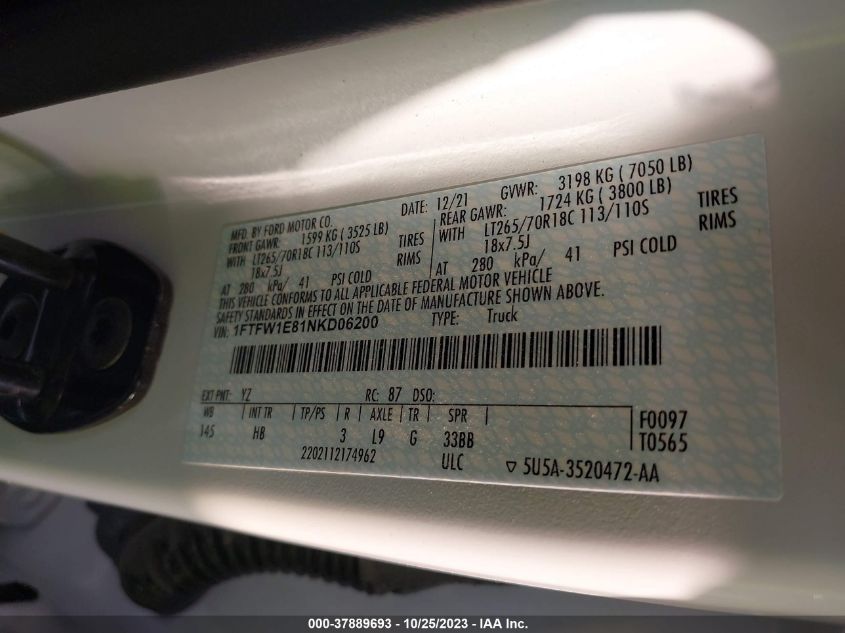 MFD. BY FORD MOTOR CO.
DATE: 12/21
GVWR: 3198 KG ( 7050 LB)
FRONT GAWR: 1599 KG ( 3525 LB)
REAR GAWR: 1724 KG ( 3800 LB)
WITH LT265/70R18C 113/110S TIRES
WITH LT265/70R18C 113/110S TIRES
18x7.5J RIMS
18x7.5J RIMS
AT 280 kPa/ 41 PSI COLD
AT 280 kPa/ 41 PSI COLD
THIS VEHICLE CONFORMS TO ALL APPLICABLE FEDERAL MOTOR VEHICLE
SAFETY STANDARDS IN EFFECT ON THE DATE OF MANUFACTURE SHOWN ABOVE.
VIN: 1FTFW1E81NKD06200
TYPE: Truck
EXT PNT: YZ RC: 87 DSO:
WB INT TR TP/PS R AXLE TR SPR
145 HB 3 L9 G 33BB
F0097
T0565
2202112174962 ULC
▽ 5U5A-3520472-AA
000-37889693 - 10/25/2023 - IAA Inc.